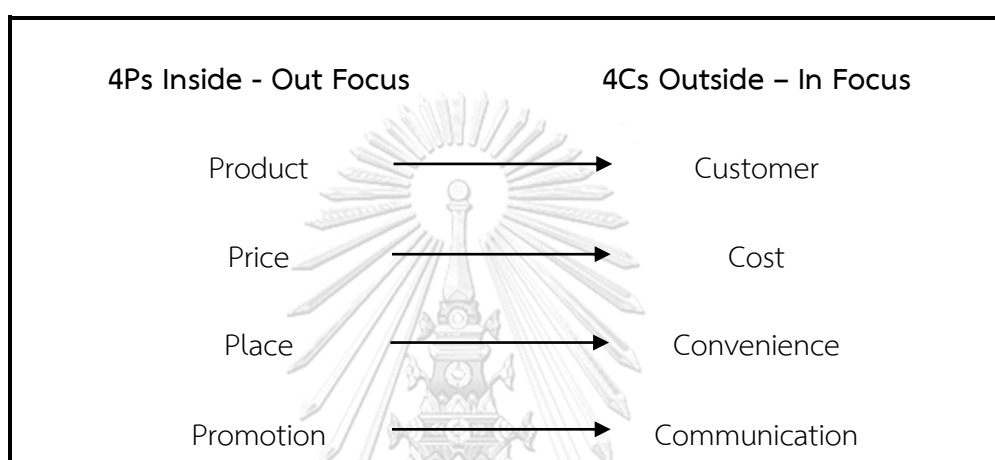 4Ps Inside - Out Focus 4Cs Outside – In Focus
Product Customer
Price Cost
Place Convenience
Promotion Communication